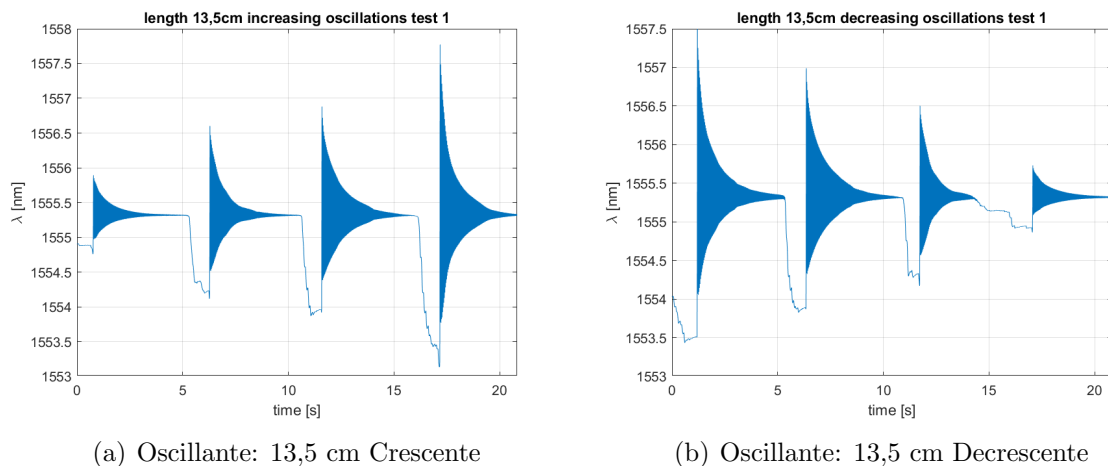 length 13,5cm increasing oscillations test 1
1558
1557.5
1557
1556.5
1556
1555.5
1555
1554.5
1554
1553.5
1553
λ [nm]
0 5 10 15 20
time [s]
(a) Oscillante: 13,5 cm Crescente
length 13,5cm decreasing oscillations test 1
1557.5
1557
1556.5
1556
1555.5
1555
1554.5
1554
1553.5
1553
λ [nm]
0 5 10 15 20
time [s]
(b) Oscillante: 13,5 cm Decrescente